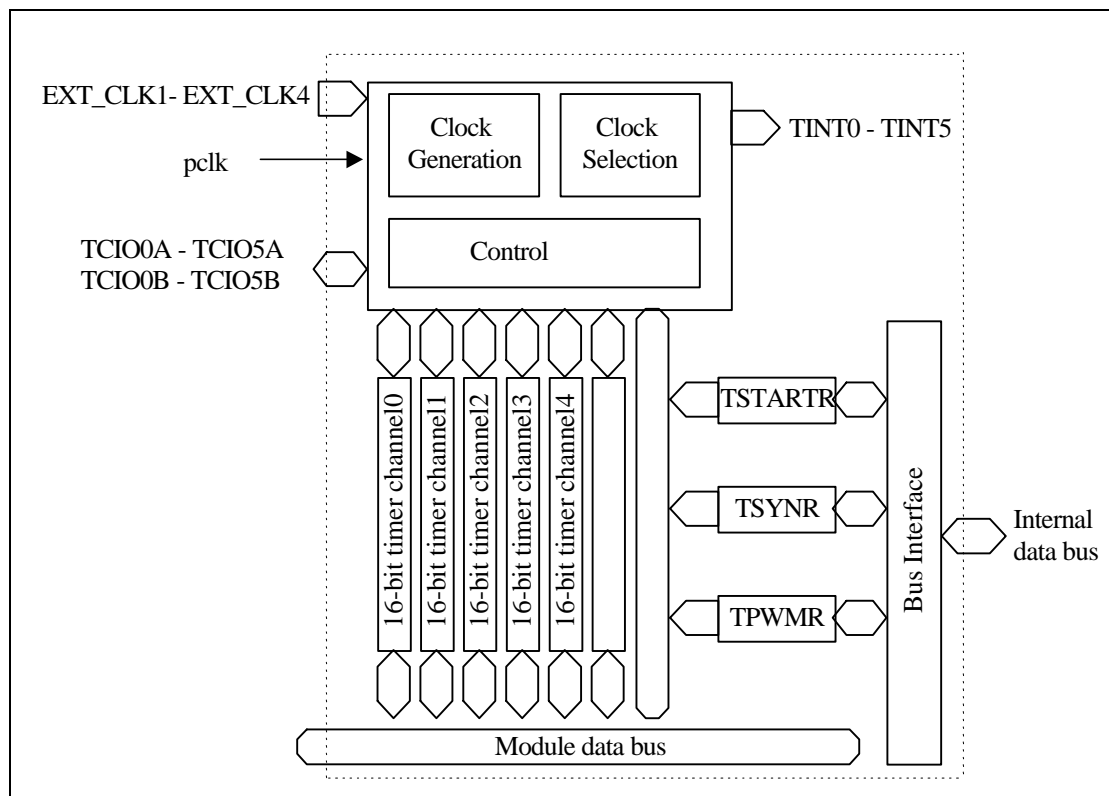 EXT_CLK1- EXT_CLK4
pclk
TCIO0A - TCIO5A
TCIO0B - TCIO5B
Clock
Generation
Clock
Selection
Control
TINT0 - TINT5
16-bit timer channel0
16-bit timer channel1
16-bit timer channel2
16-bit timer channel3
16-bit timer channel4
TSTARTR
TSYNR
TPWMR
Bus Interface
Internal
data bus
Module data bus